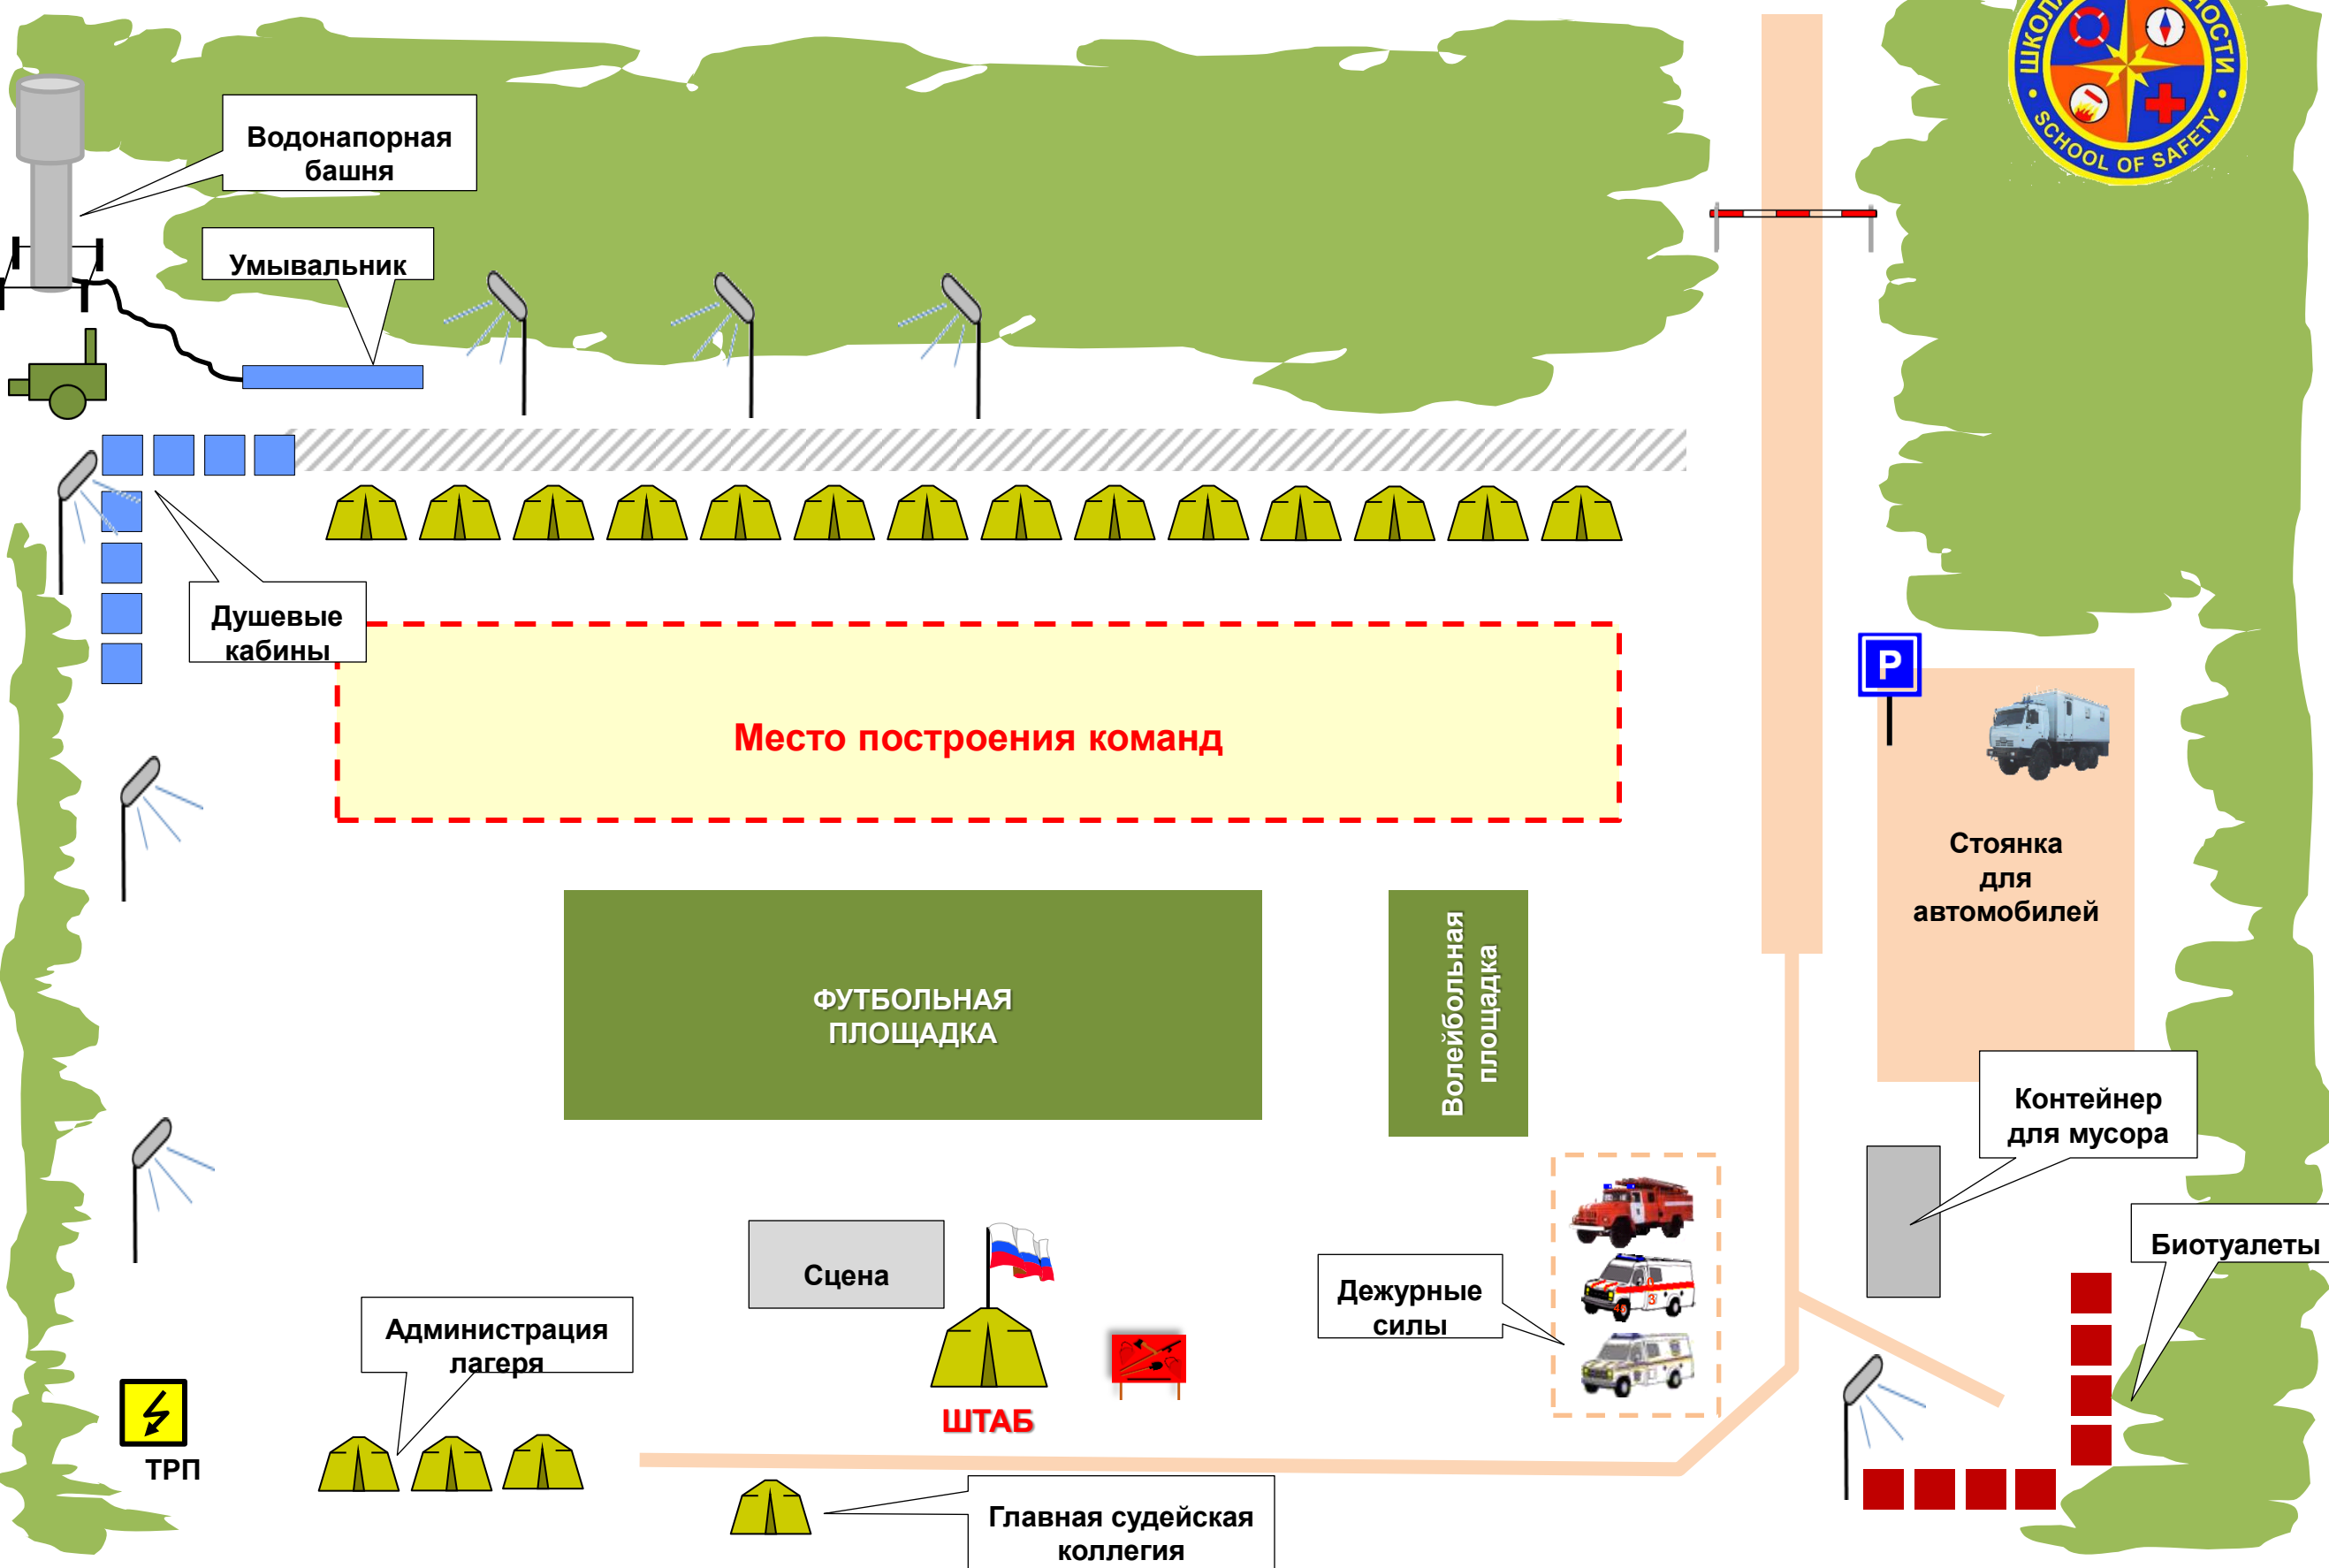 ШКОЛА
SCHOOL OF SAFETY
Водонапорная
башня
Умывальник
Душевые
кабины
Место построения команд
P
Стоянка
для
автомобилей
ФУТБОЛЬНАЯ
ПЛОЩАДКА
Волейбольная
площадка
Контейнер
для мусора
Биотуалеты
Сцена
Дежурные
силы
Администрация
лагеря
ШТАБ
ТРП
Главная судейская
коллегия